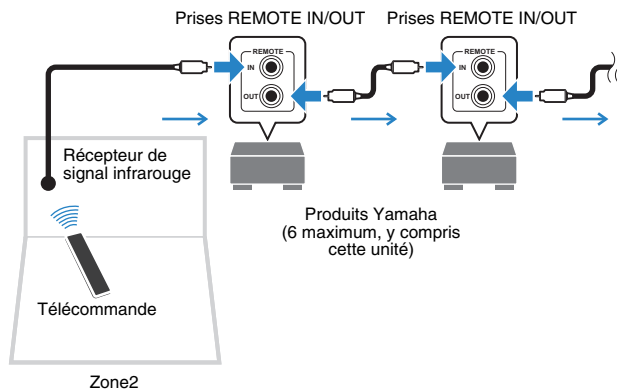 Prises REMOTE IN/OUT
Prises REMOTE IN/OUT
REMOTE
IN
OUT
REMOTE
IN
OUT
Récepteur de
signal infrarouge
Produits Yamaha
(6 maximum, y compris
cette unité)
Télécommande
Zone2